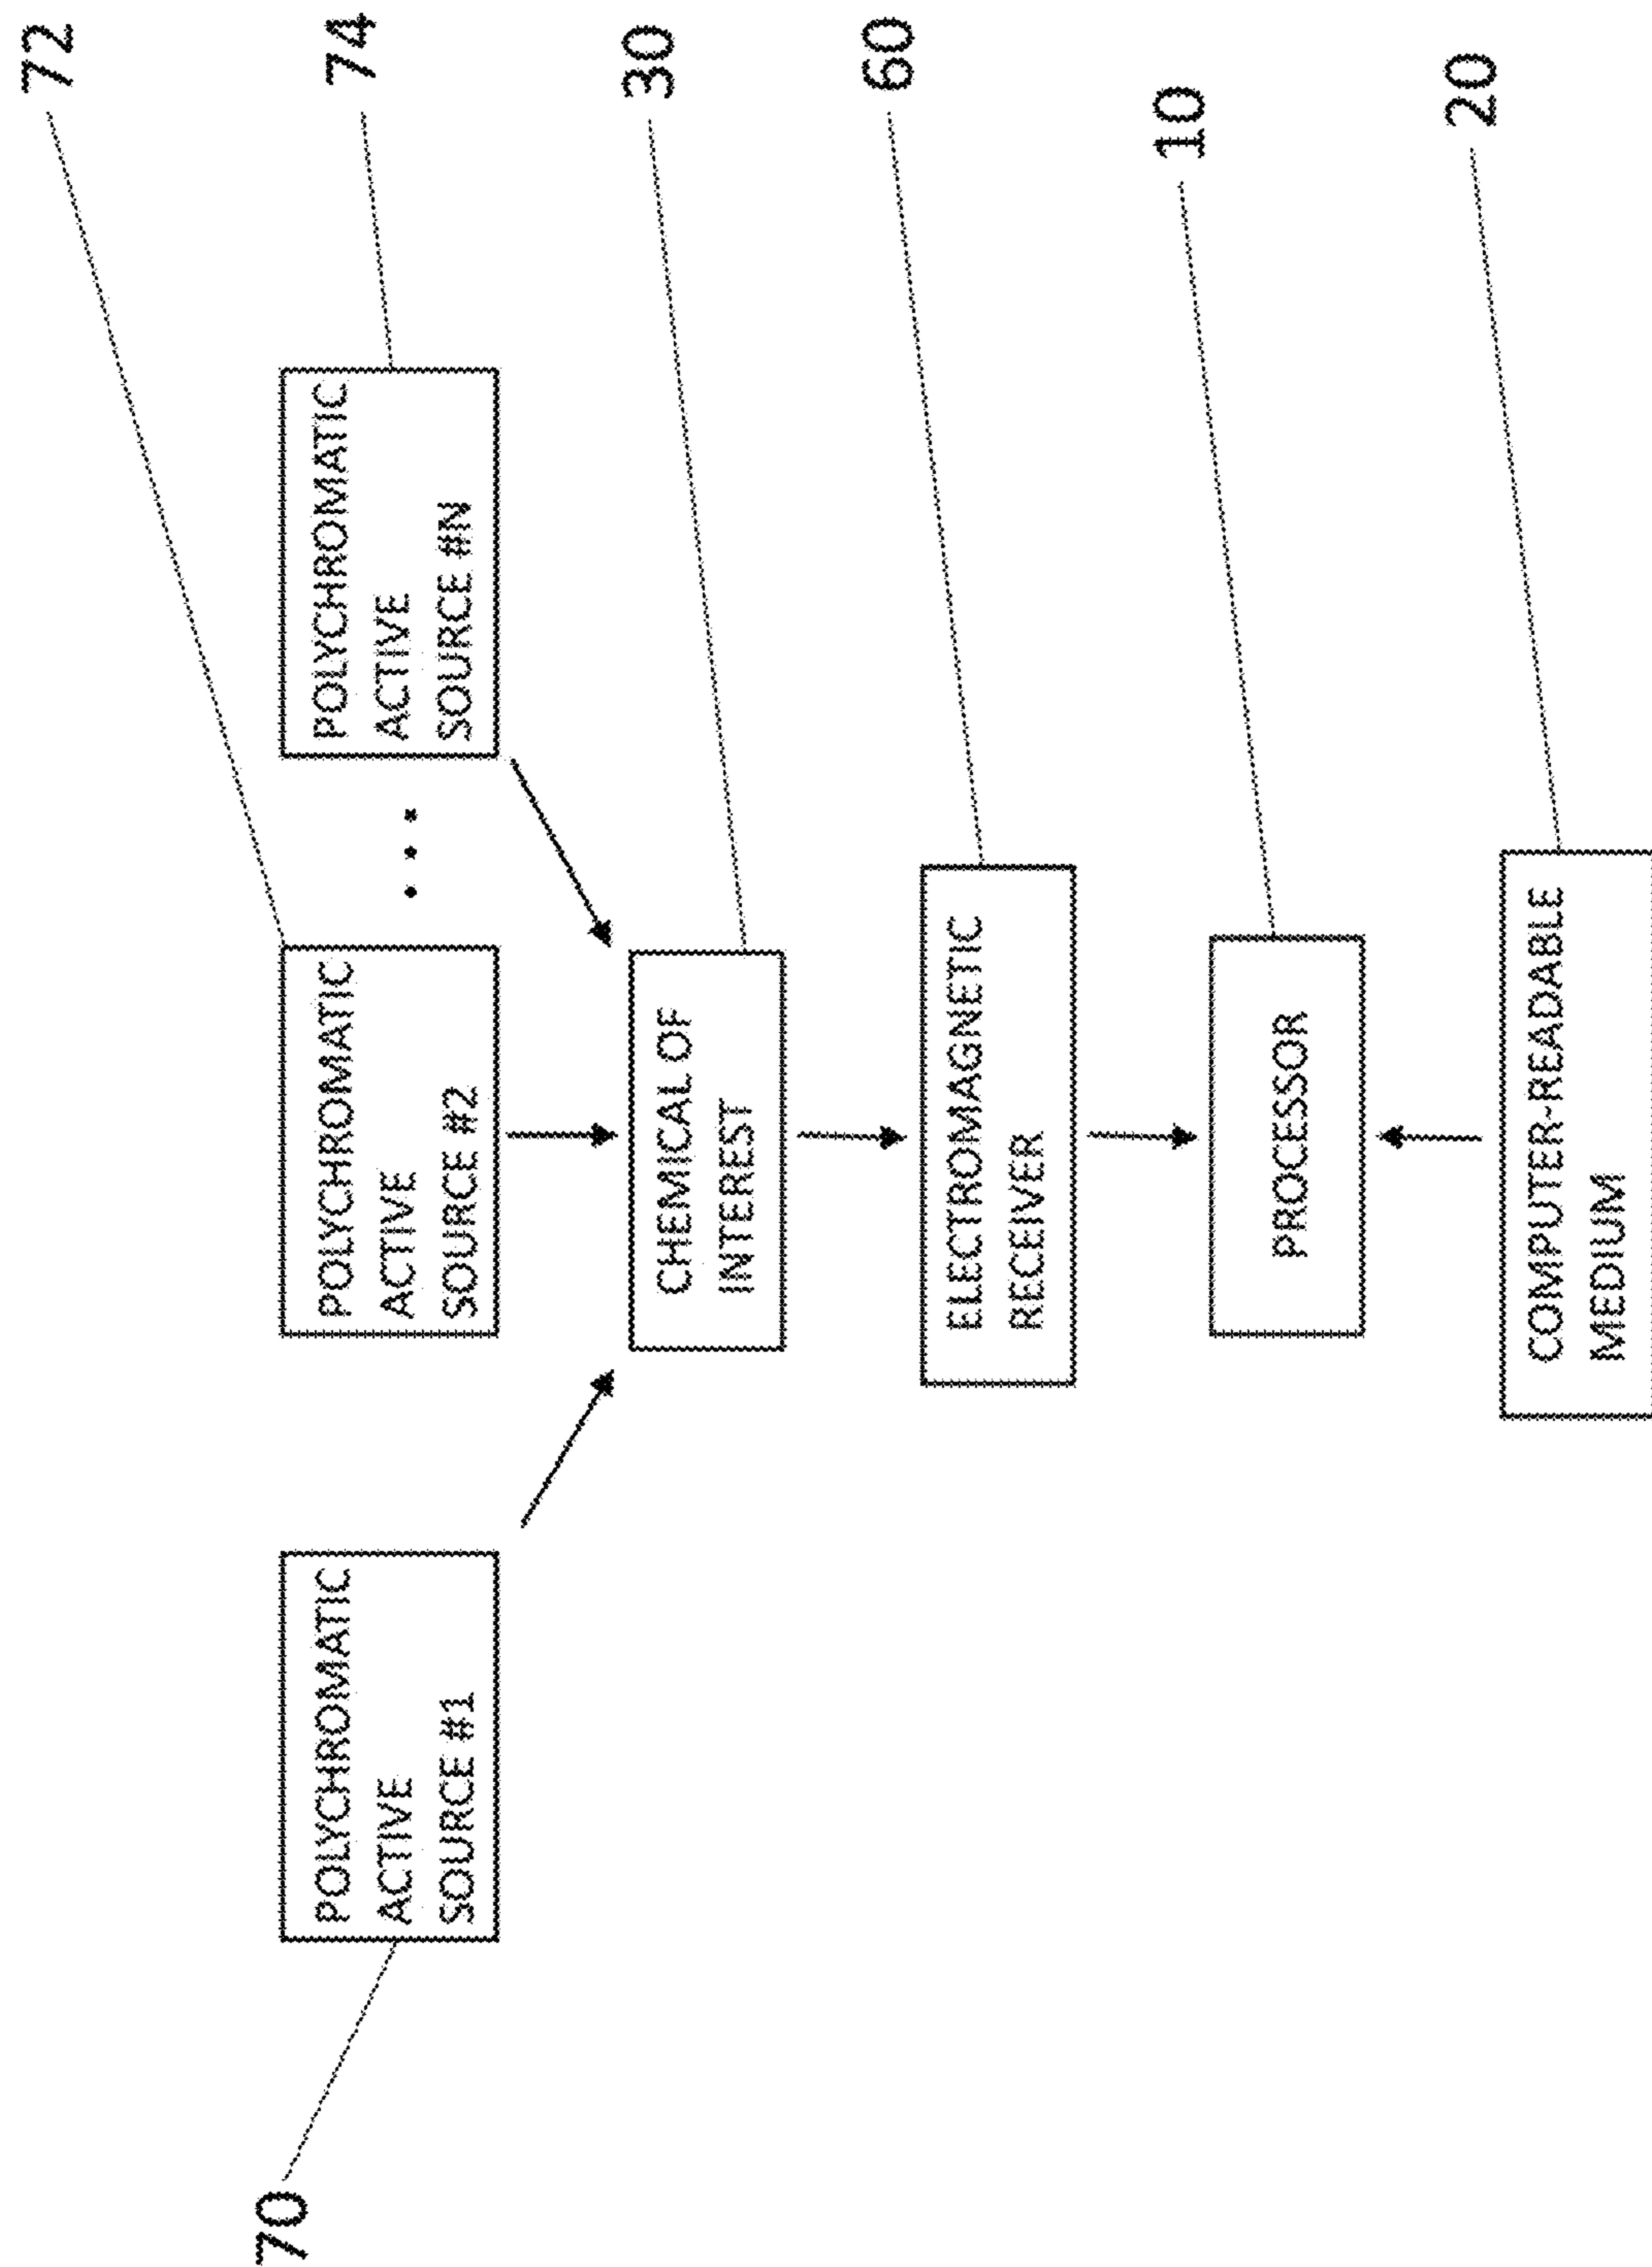 72
74
30
60
10
20
70
POLYCHROMATIC
ACTIVE
SOURCE #1
POLYCHROMATIC
ACTIVE
SOURCE #2
POLYCHROMATIC
ACTIVE
SOURCE #N
CHEMICAL OF
INTEREST
ELECTROMAGNETIC
RECEIVER
PROCESSOR
COMPUTER-READABLE
MEDIUM